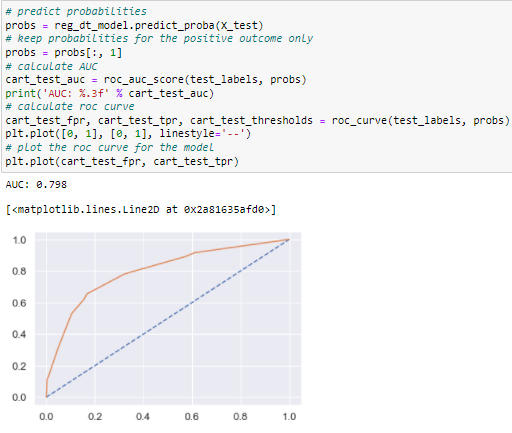 # predict probabilities
probs = reg_dt_model.predict_proba(X_test)
# keep probabilities for the positive outcome only
probs = probs[:, 1]
# calculate AUC
cart_test_auc = roc_auc_score(test_labels, probs)
print('AUC: %.3f' % cart_test_auc)
# calculate roc curve
cart_test_fpr, cart_test_tpr, cart_test_thresholds = roc_curve(test_labels, probs)
plt.plot([0, 1], [0, 1], linestyle='--')
# plot the roc curve for the model
plt.plot(cart_test_fpr, cart_test_tpr)
AUC: 0.798
[<matplotlib.lines.Line2D at 0x2a81635afd0>]
1.0
0.8
0.6
0.4
0.2
0.0
0.0 0.2 0.4 0.6 0.8 1.0